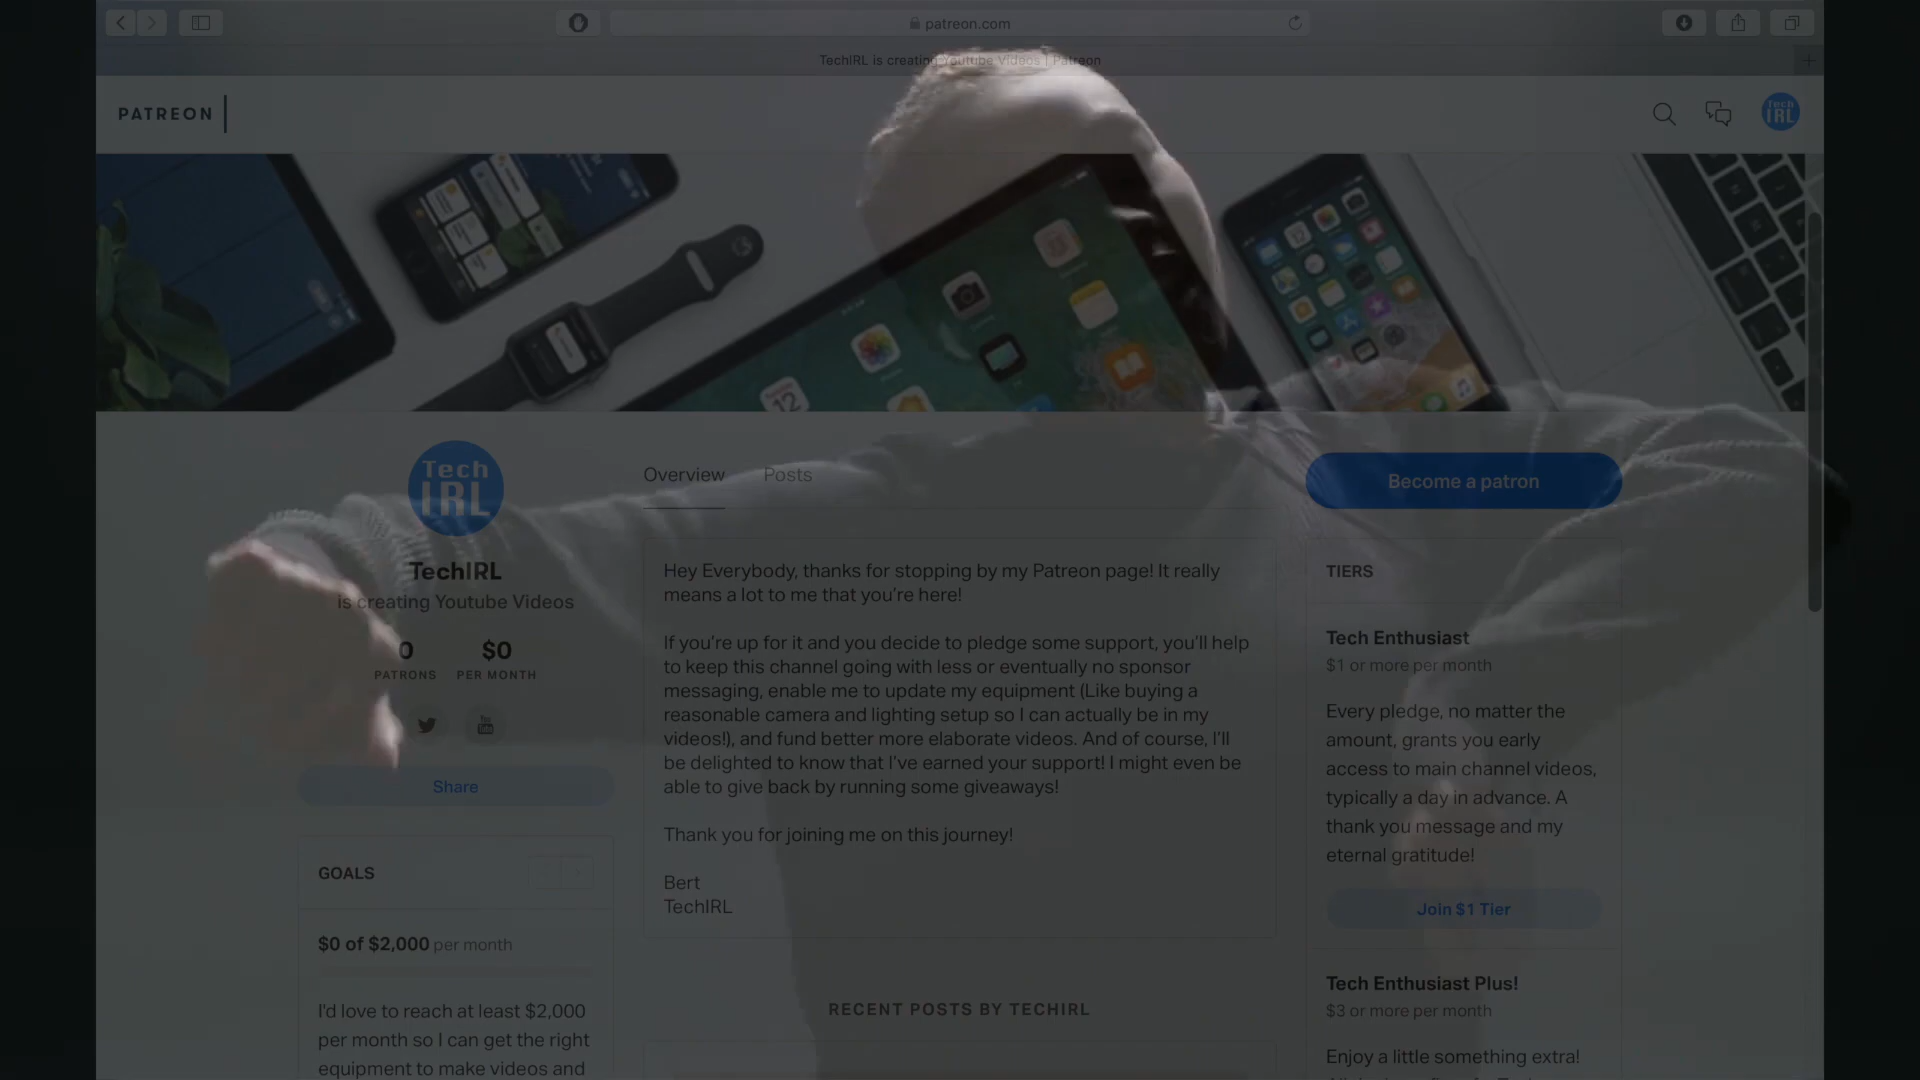 patreon.com
TechIRL is creating Youtube Videos | Patreon
PATREON
Tech
IRL
12
Tech
IRL
Overview
Posts
Become a patron
TechIRL
is creating Youtube Videos
0
PATRONS
$0
PER MONTH
Share
GOALS
$0 of $2,000 per month
I'd love to reach at least $2,000
per month so I can get the right
equipment to make videos and
Hey Everybody, thanks for stopping by my Patreon page! It really
means a lot to me that you're here!
If you're up for it and you decide to pledge some support, you'll help
to keep this channel going with less or eventually no sponsor
messaging, enable me to update my equipment (Like buying a
reasonable camera and lighting setup so I can actually be in my
videos!), and fund better more elaborate videos. And of course, I'll
be delighted to know that I've earned your support! I might even be
able to give back by running some giveaways!
Thank you for joining me on this journey!
Bert
TechIRL
RECENT POSTS BY TECHIRL
TIERS
Tech Enthusiast
$1 or more per month
Every pledge, no matter the
amount, grants you early
access to main channel videos,
typically a day in advance. A
thank you message and my
eternal gratitude!
Join $1 Tier
Tech Enthusiast Plus!
$3 or more per month
Enjoy a little something extra!